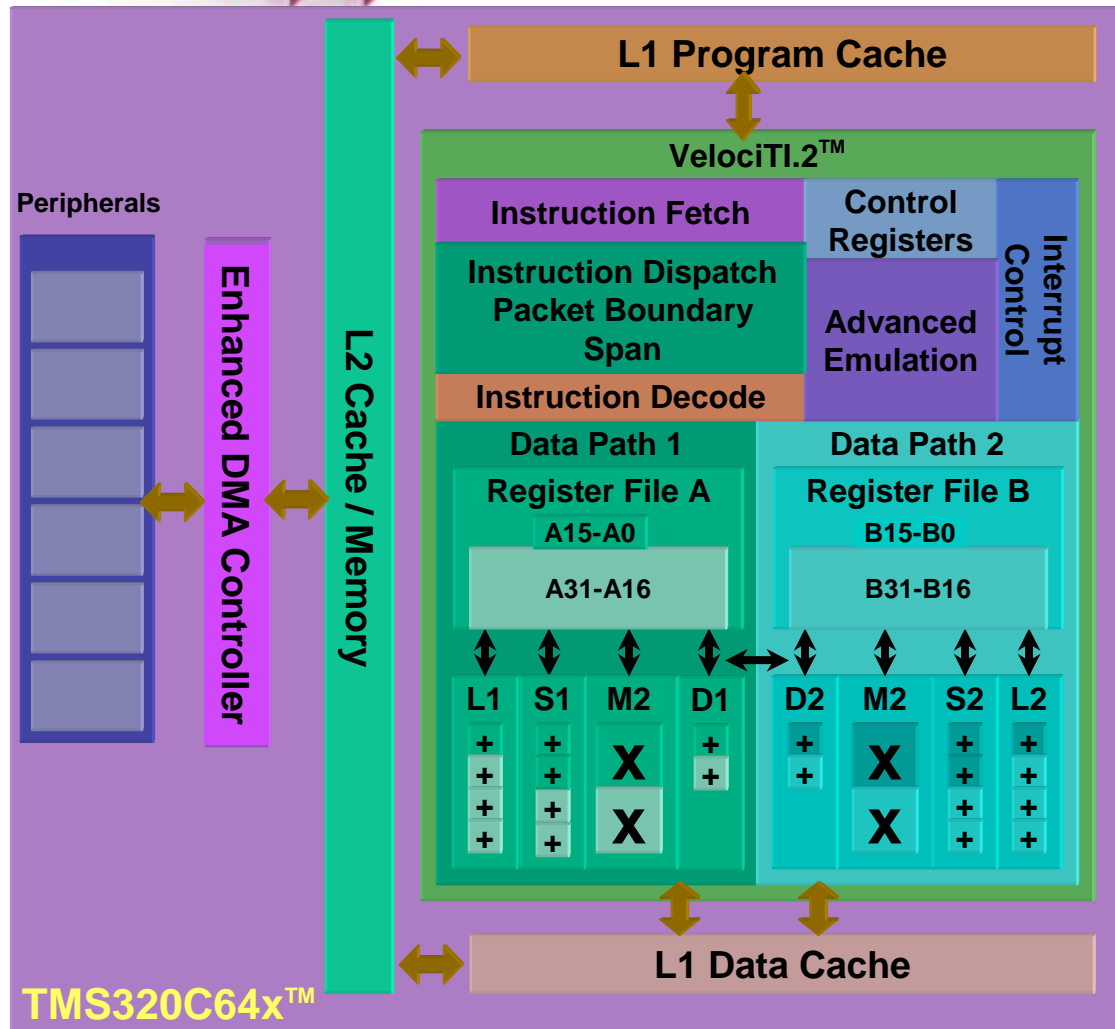 L1 Program Cache
VelociTI.2™
Peripherals
Instruction Fetch
Control
Registers
Interrupt
Control
Instruction Dispatch
Packet Boundary
Span
Advanced
Emulation
Instruction Decode
Enhanced DMA Controller
L2 Cache / Memory
Data Path 1
Data Path 2
Register File A
Register File B
A15-A0
B15-B0
A31-A16
B31-B16
L1 S1 M2 D1 D2 M2 S2 L2
+ + X + + X + +
+ + + + + +
+ + X X + +
+ + + +
L1 Data Cache
TMS320C64x™